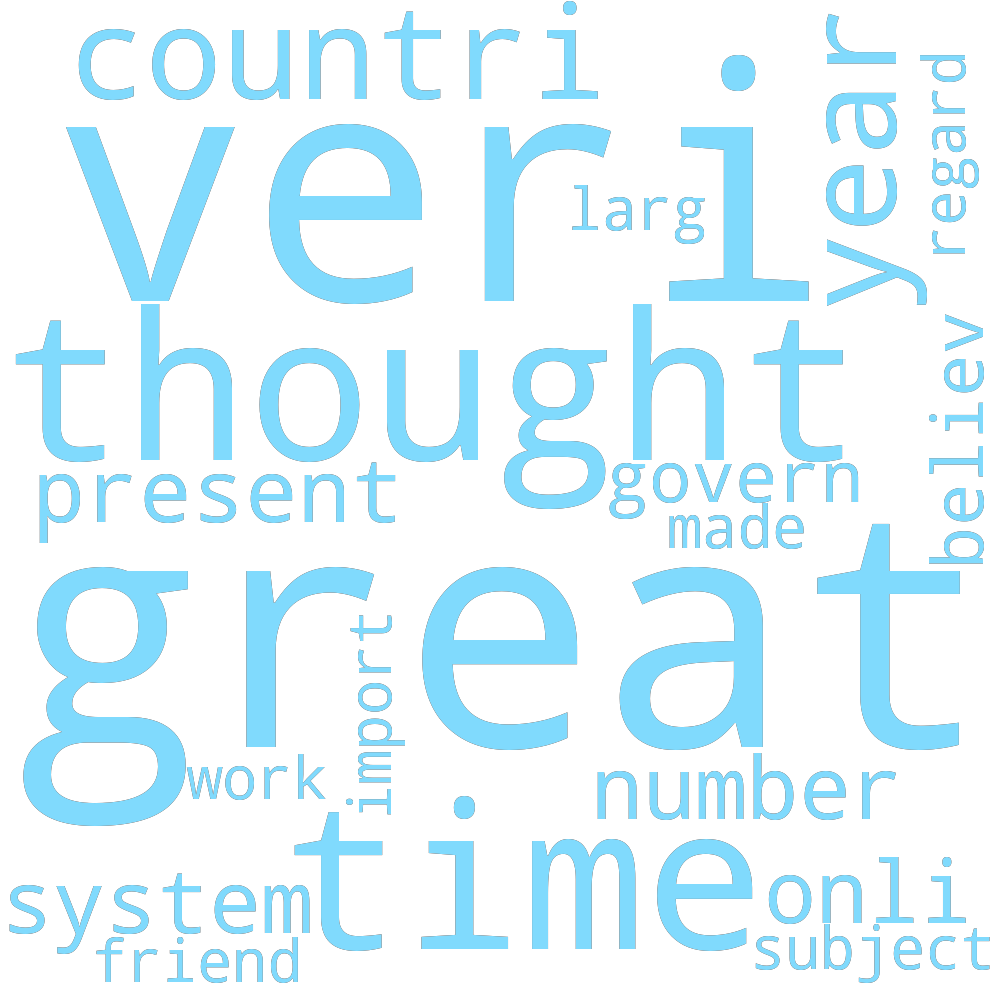 countri
year
regard
veri
larg
thought
believ
present
govern
made
great
import
work
number
time
system
onli
friend
subject